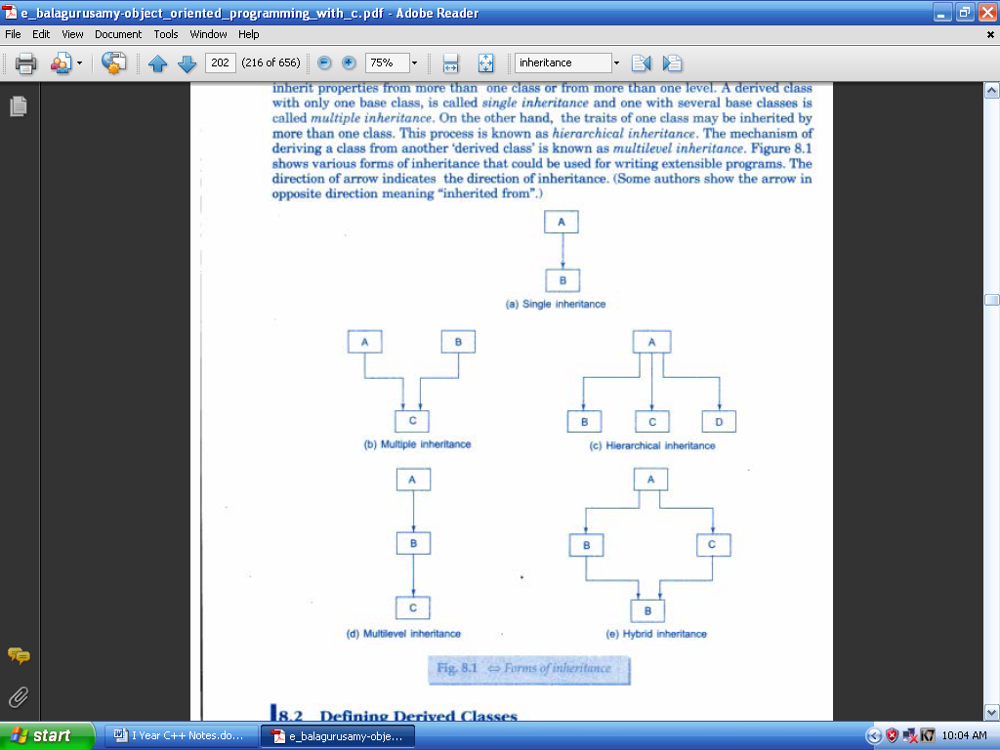 e_balagurusamy-object_oriented_programming_with_c.pdf - Adobe Reader
File Edit View Document Tools Window Help
202 (216 of 656) 75% inheritance
inherit properties from more than one class or from more than one level. A derived class
with only one base class, is called single inheritance and one with several base classes is
called multiple inheritance. On the other hand, the traits of one class may be inherited by
more than one class. This process is known as hierarchical inheritance. The mechanism of
deriving a class from another 'derived class' is known as multilevel inheritance. Figure 8.1
shows various forms of inheritance that could be used for writing extensible programs. The
direction of arrow indicates the direction of inheritance. (Some authors show the arrow in
opposite direction meaning "inherited from".)
A
B
(a) Single inheritance
A B
C
(b) Multiple inheritance
A
B C D
(c) Hierarchical inheritance
A
B
C
(d) Multilevel inheritance
A
B C
B
(e) Hybrid inheritance
Fig. 8.1 ⇔ Forms of inheritance
8.2 Defining Derived Classes
start I Year C++ Notes.do... e_balagurusamy-obje... K7 10:04 AM